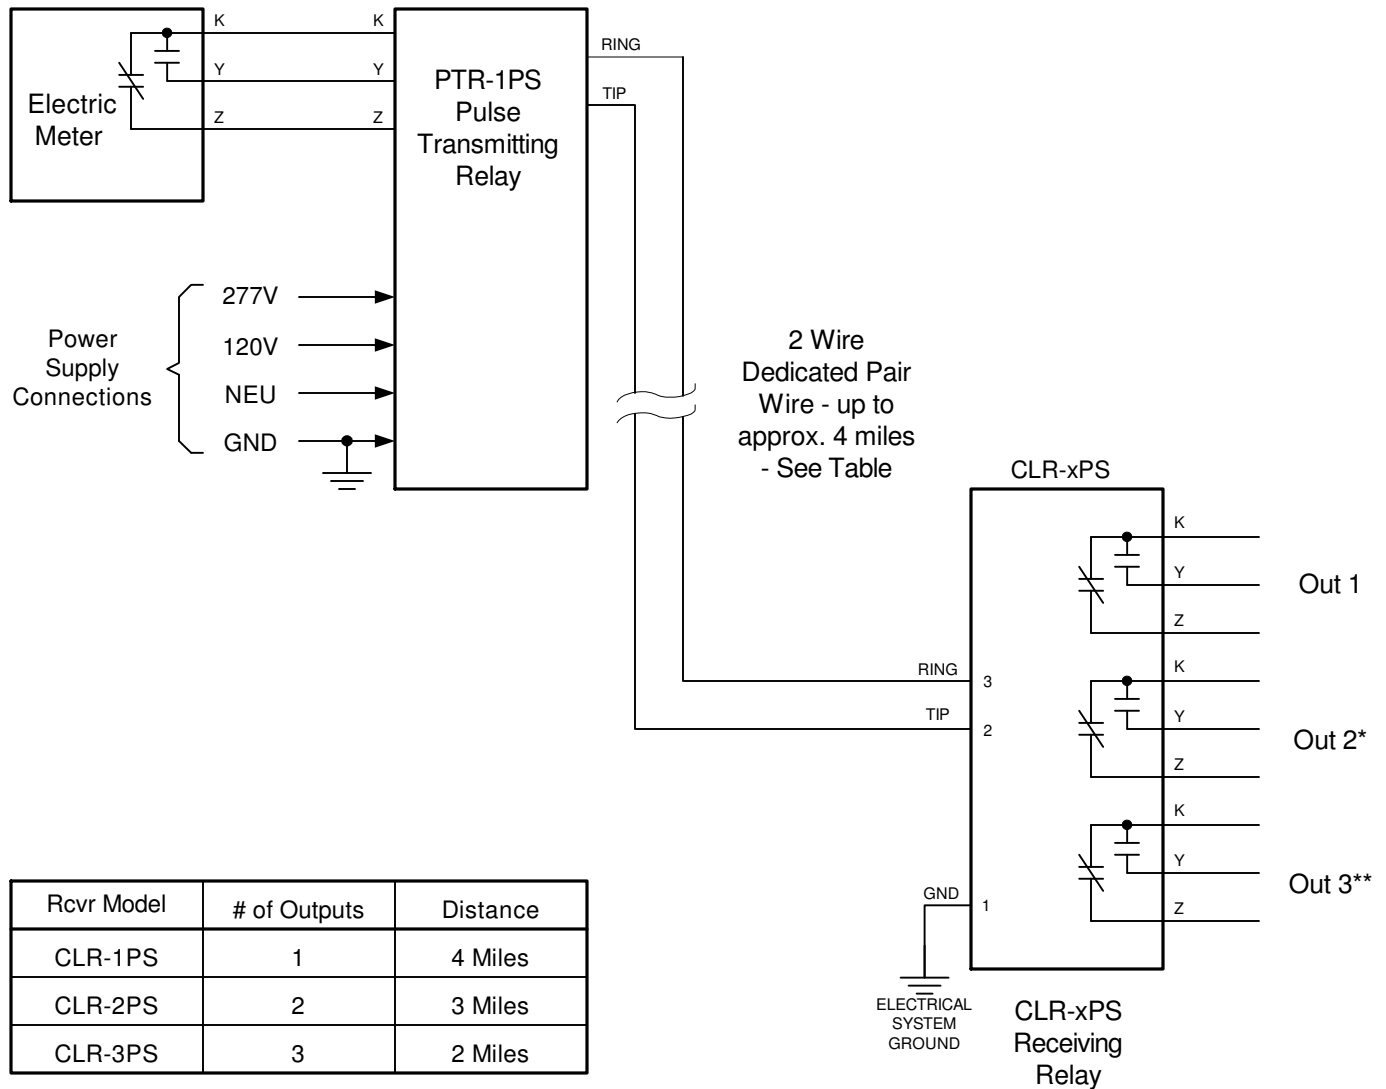 K
K
Y
Y
Z
Z
Electric
Meter
PTR-1PS
Pulse
Transmitting
Relay
RING
TIP
Power
Supply
Connections
277V
120V
NEU
GND
2 Wire
Dedicated Pair
Wire - up to
approx. 4 miles
- See Table
CLR-xPS
RING
3
TIP
2
GND
1
ELECTRICAL
SYSTEM
GROUND
K
Y
Z
Out 1
K
Y
Z
Out 2*
K
Y
Z
Out 3**
CLR-xPS
Receiving
Relay
Rcvr Model # of Outputs Distance
CLR-1PS 1 4 Miles
CLR-2PS 2 3 Miles
CLR-3PS 3 2 Miles